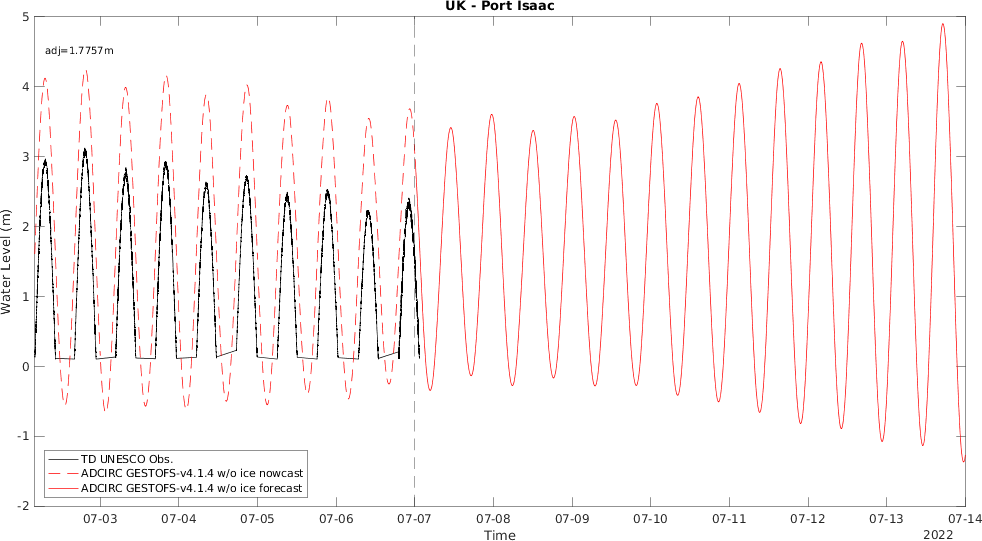 UK - Port Isaac
adj=1.7757m
Water Level (m)
5
4
3
2
1
0
-1
-2
TD UNESCO Obs.
ADCIRC GESTOFS-v4.1.4 w/o ice nowcast
ADCIRC GESTOFS-v4.1.4 w/o ice forecast
07-03 07-04 07-05 07-06 07-07 07-08 07-09 07-10 07-11 07-12 07-13 07-14
Time
2022